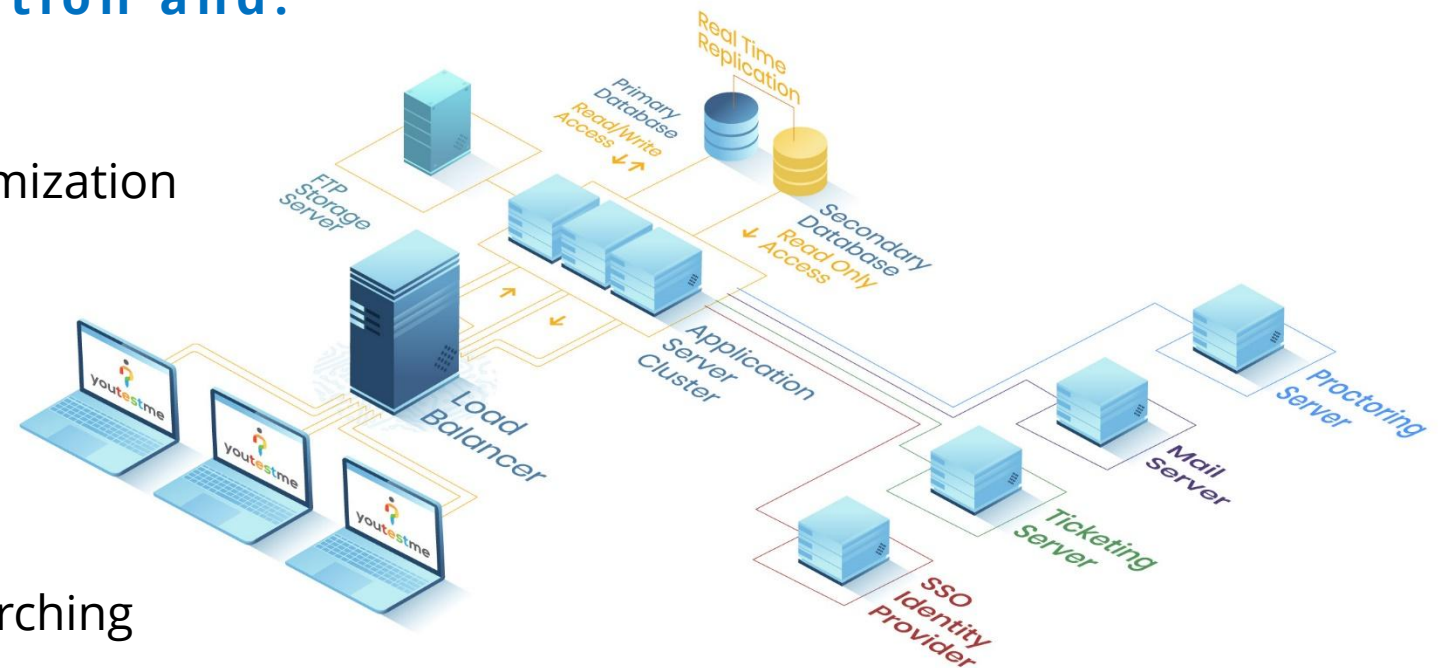 tion and:
mization
rching
Real Time
Replication
Primary
Database
Read/Write
Access
FTP
Storage
Server
Secondary
Database
Read Only
Access
Application
Server
Cluster
Load
Balancer
youtestme
youtestme
youtestme
Proctoring
Server
Mail
Server
Ticketing
Server
SSO
Identity
Provider